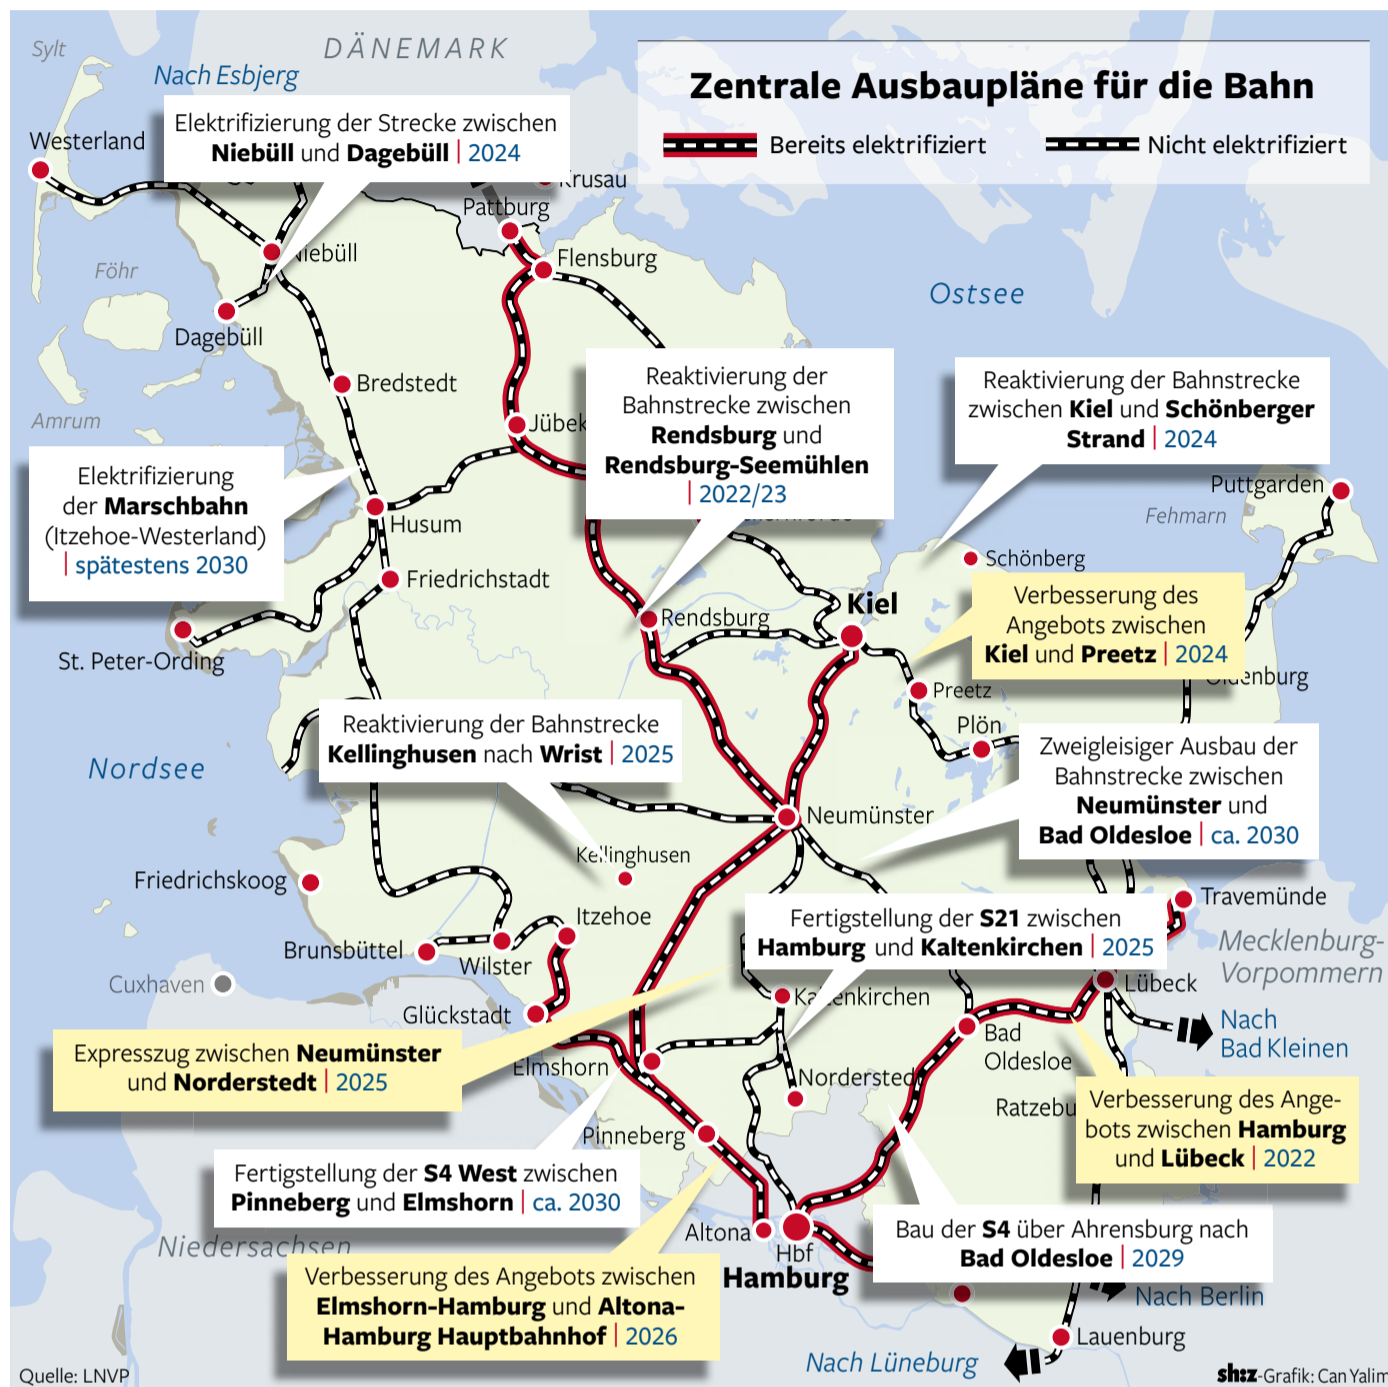 Zentrale Ausbaupläne für die Bahn
Bereits elektrifiziert
Nicht elektrifiziert
Sylt
DÄNEMARK
Nach Esbjerg
Westerland
Elektrifizierung der Strecke zwischen
Niebüll und Dagebüll | 2024
Krusau
Pattburg
Niebüll
Flensburg
Föhr
Ostsee
Dagebüll
Bredstedt
Amrum
Jübek
Reaktivierung der
Bahnstrecke zwischen
Rendsburg und
Rendsburg-Seemühlen
| 2022/23
Reaktivierung der Bahnstrecke
zwischen Kiel und Schönberger
Strand | 2024
Elektrifizierung
der Marschbahn
(Itzehoe-Westerland)
| spätestens 2030
Puttgarden
Fehmarn
Husum
Schönberg
Friedrichstadt
Verbesserung des
Angebots zwischen
Kiel und Preetz | 2024
Kiel
Rendsburg
St. Peter-Ording
Oldenburg
Preetz
Plön
Reaktivierung der Bahnstrecke
Kellinghusen nach Wrist | 2025
Zweigleisiger Ausbau der
Bahnstrecke zwischen
Neumünster und
Bad Oldesloe | ca. 2030
Nordsee
Neumünster
Kellinghusen
Friedrichskoog
Travemünde
Itzehoe
Fertigstellung der S21 zwischen
Hamburg und Kaltenkirchen | 2025
Brunsbüttel
Wilster
Mecklenburg-
Vorpommern
Cuxhaven
Lübeck
Kaltenkirchen
Glückstadt
Nach
Bad Kleinen
Bad
Oldesloe
Expresszug zwischen Neumünster
und Norderstedt | 2025
Elmshorn
Norderstedt
Ratzebu
Verbesserung des Ange-
bots zwischen Hamburg
und Lübeck | 2022
Pinneberg
Fertigstellung der S4 West zwischen
Pinneberg und Elmshorn | ca. 2030
Altona
Hbf
Hamburg
Bau der S4 über Ahrensburg nach
Bad Oldesloe | 2029
Niedersachsen
Verbesserung des Angebots zwischen
Elmshorn-Hamburg und Altona-
Hamburg Hauptbahnhof | 2026
Nach Berlin
Lauenburg
Nach Lüneburg
Quelle: LNVP
sh:z-Grafik: Can Yalim